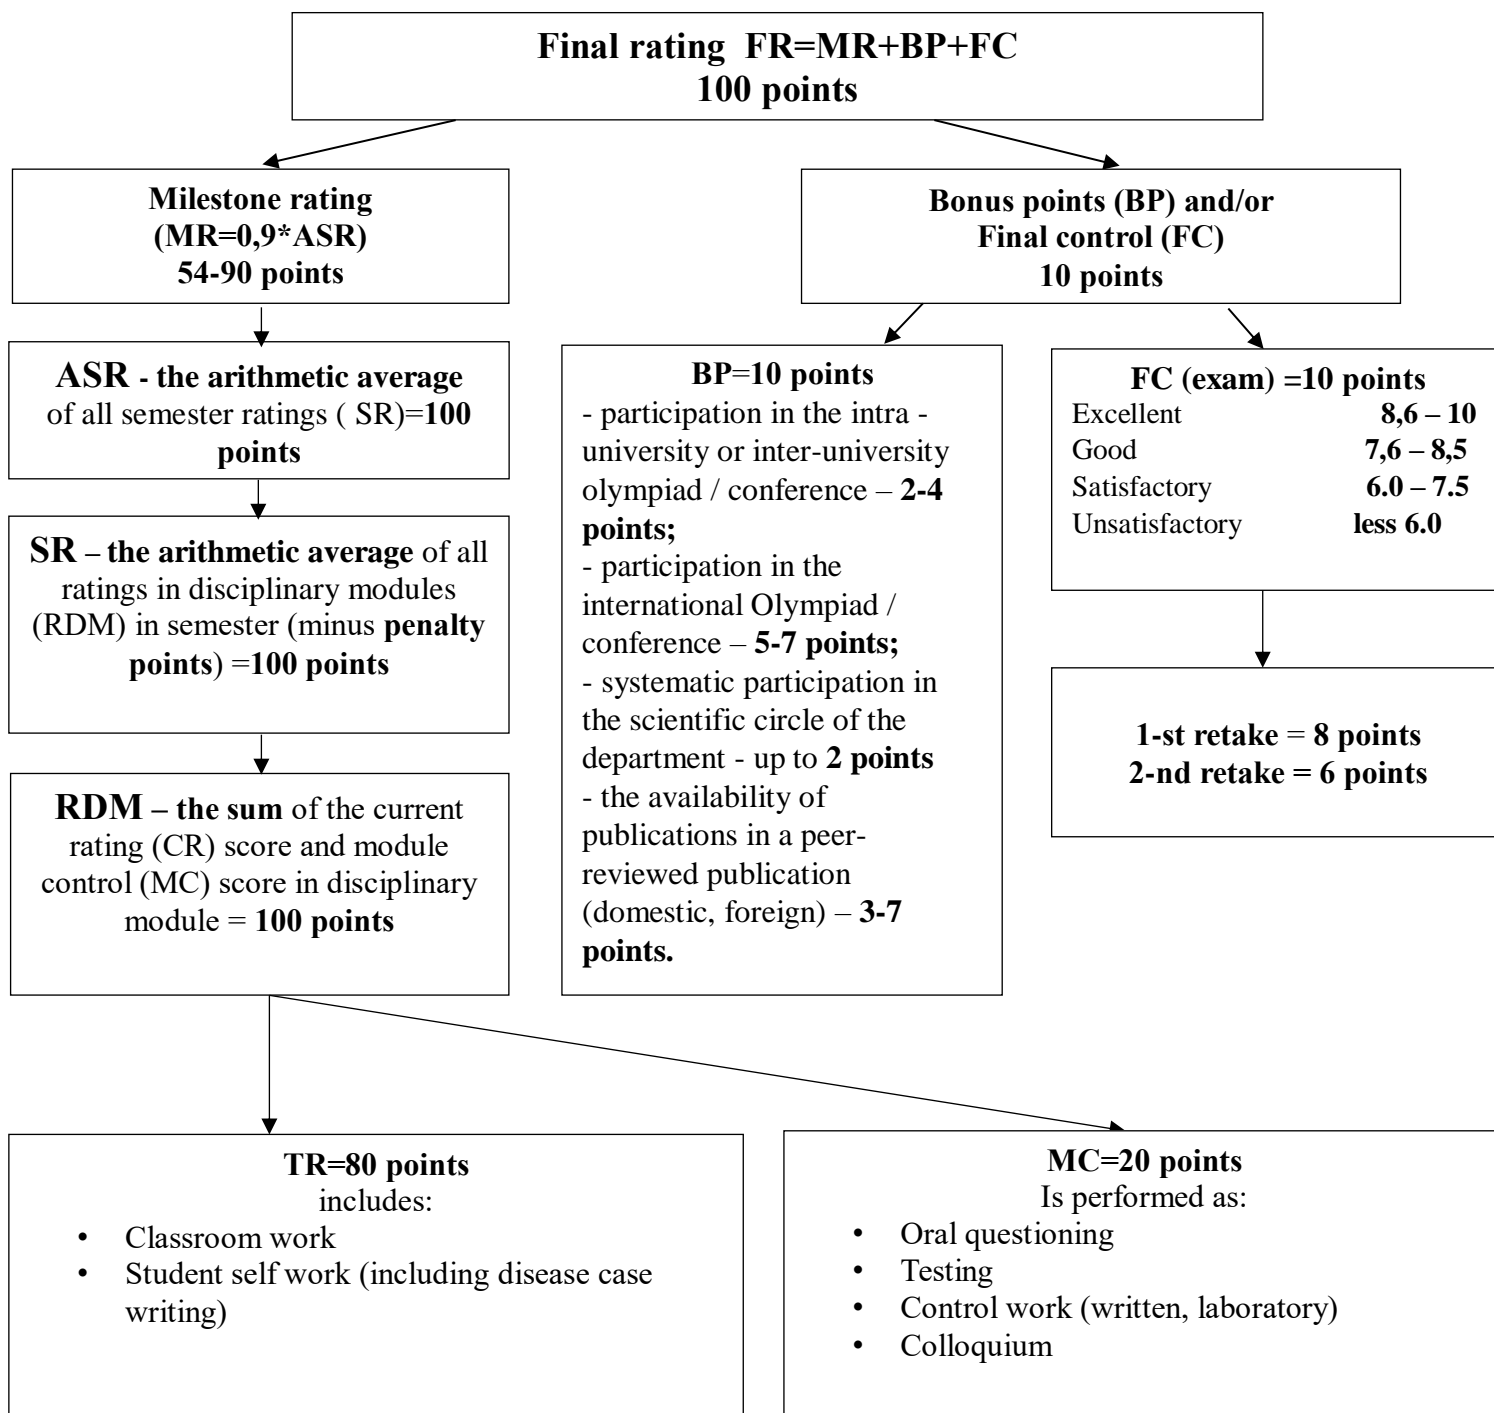 Final rating  FR=MR+BP+FC
100 points
Milestone rating
(MR=0,9*ASR)
54-90 points
Bonus points (BP) and/or
Final control (FC)
10 points
ASR - the arithmetic average
of all semester ratings ( SR)=100
points
SR – the arithmetic average of all
ratings in disciplinary modules
(RDM) in semester (minus penalty
points) =100 points
RDM – the sum of the current
rating (CR) score and module
control (MC) score in disciplinary
module = 100 points
BP=10 points
- participation in the intra -
university or inter-university
olympiad / conference – 2-4
points;
- participation in the
international Olympiad /
conference – 5-7 points;
- systematic participation in
the scientific circle of the
department - up to 2 points
- the availability of
publications in a peer-
reviewed publication
(domestic, foreign) – 3-7
points.
FC (exam) =10 points
Excellent 8,6 – 10
Good 7,6 – 8,5
Satisfactory 6.0 – 7.5
Unsatisfactory less 6.0
1-st retake = 8 points
2-nd retake = 6 points
TR=80 points
includes:
• Classroom work
• Student self work (including disease case
writing)
MC=20 points
Is performed as:
• Oral questioning
• Testing
• Control work (written, laboratory)
• Colloquium